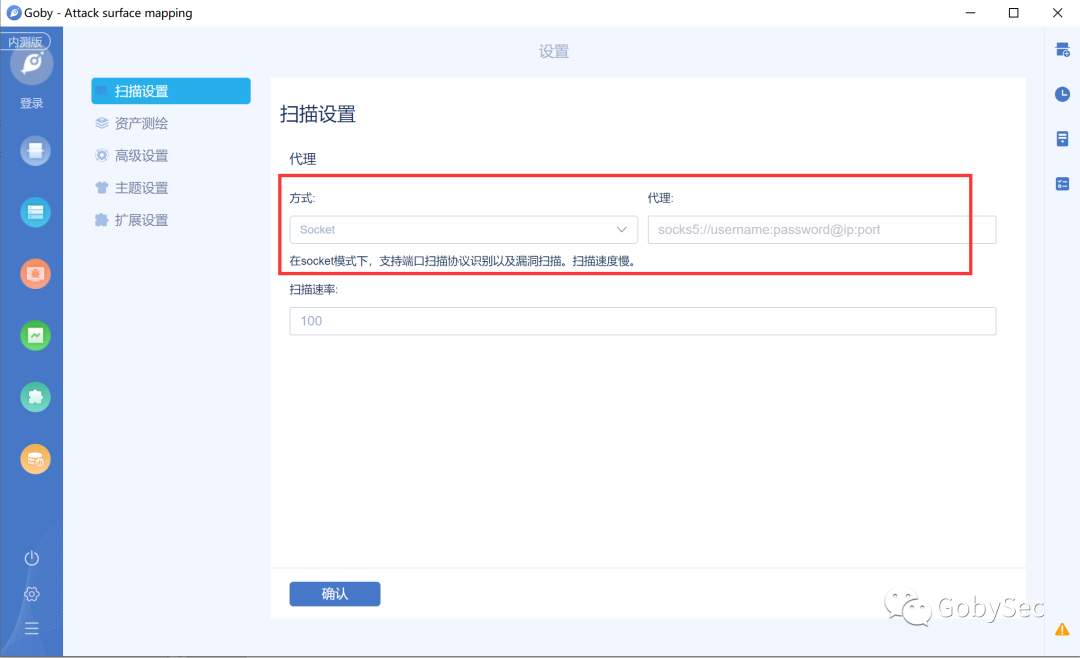 Goby - Attack surface mapping
内测版
登录
设置
扫描设置
资产测绘
高级设置
主题设置
扩展设置
扫描设置
代理
方式:
代理:
Socket
socks5://username:password@ip:port
在socket模式下，支持端口扫描协议识别以及漏洞扫描。扫描速度慢。
扫描速率:
100
确认
GobySec